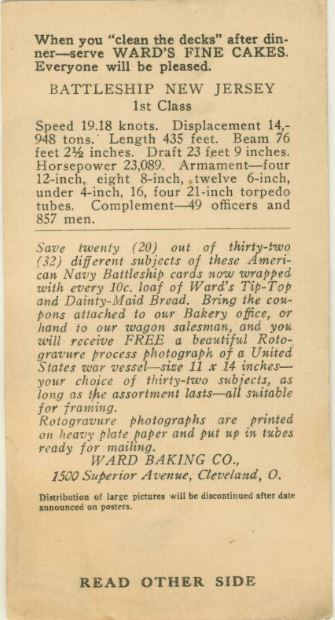 When you "clean the decks" after din-
ner—serve WARD'S FINE CAKES.
Everyone will be pleased.
BATTLESHIP NEW JERSEY
1st Class
Speed 19.18 knots. Displacement 14,-
948 tons. Length 435 feet. Beam 76
feet 2½ inches. Draft 23 feet 9 inches.
Horsepower 23,089. Armament—four
12-inch, eight 8-inch, twelve 6-inch,
under 4-inch, 16, four 21-inch torpedo
tubes. Complement—49 officers and
857 men.
Save twenty (20) out of thirty-two
(32) different subjects of these Ameri-
can Navy Battleship cards now wrapped
with every 10c. loaf of Ward's Tip-Top
and Dainty-Maid Bread. Bring the cou-
pons attached to our Bakery office, or
hand to our wagon salesman, and you
will receive FREE a beautiful Roto-
gravure process photograph of a United
States war vessel—size 11 x 14 inches—
your choice of thirty-two subjects, as
long as the assortment lasts—all suitable
for framing.
Rotogravure photographs are printed
on heavy plate paper and put up in tubes
ready for mailing.
WARD BAKING CO.,
1500 Superior Avenue, Cleveland, O.
Distribution of large pictures will be discontinued after date
announced on posters.
READ OTHER SIDE